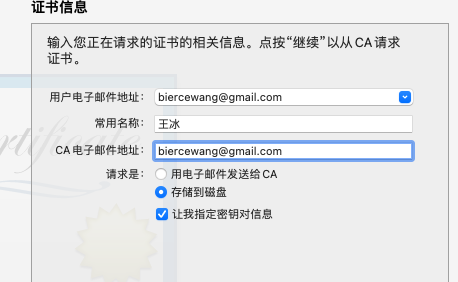 证书信息
输入您正在请求的证书的相关信息。点按“继续”以从 CA 请求
证书。
用户电子邮件地址： biercewang@gmail.com
常用名称： 王冰
CA 电子邮件地址： biercewang@gmail.com
请求是： 用电子邮件发送给 CA
存储到磁盘
让我指定密钥对信息